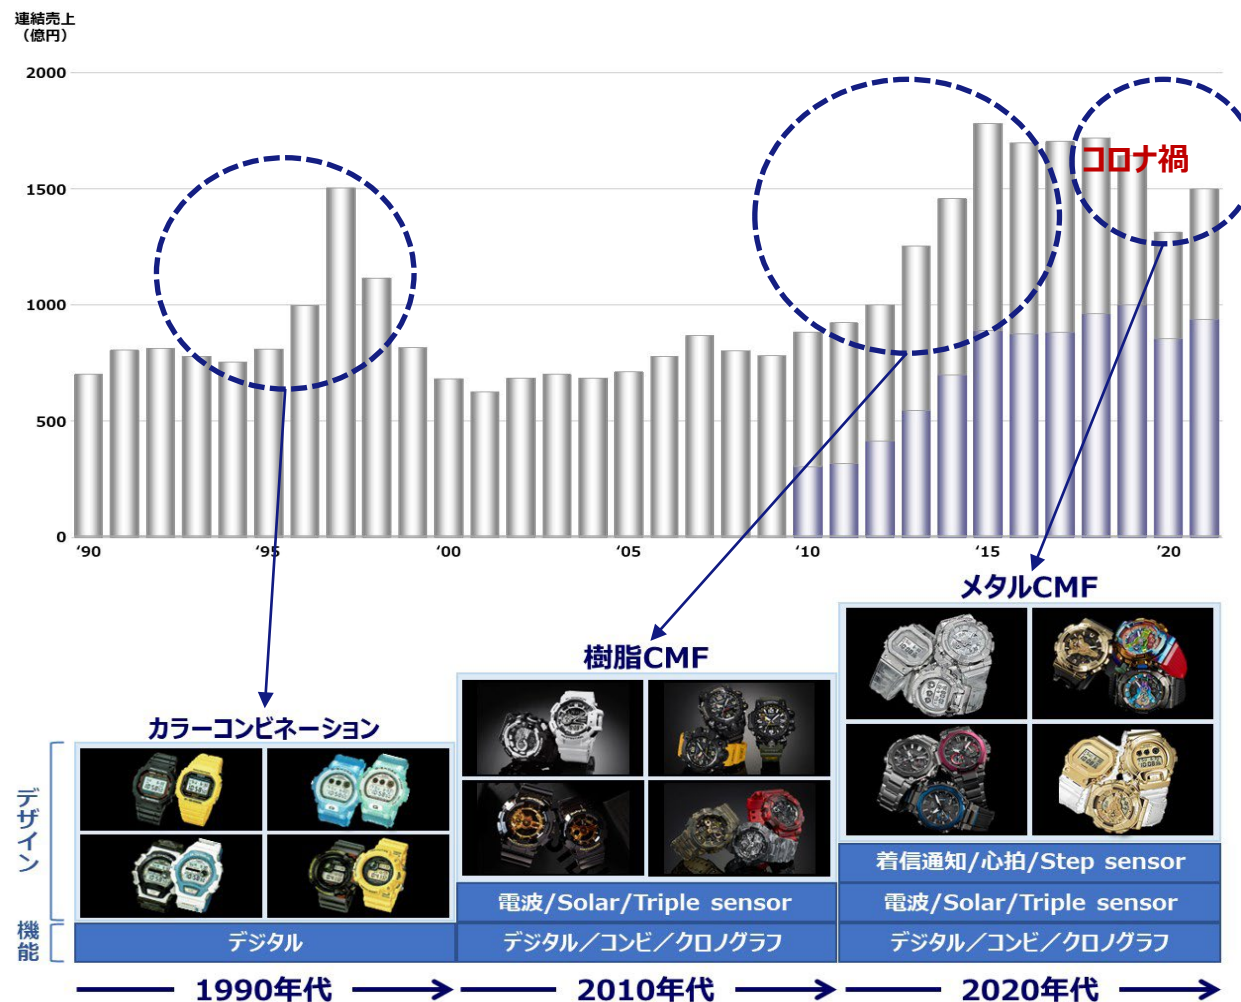 連結売上
（億円）
2000
1500
1000
500
0
コロナ禍
‘90
‘95
‘00
‘05
‘10
‘15
‘20
メタルCMF
樹脂CMF
カラーコンビネーション
デザイン
着信通知/心拍/Step sensor
電波/Solar/Triple sensor
電波/Solar/Triple sensor
機能
デジタル
デジタル／コンビ／クロノグラフ
デジタル／コンビ／クロノグラフ
1990年代
2010年代
2020年代